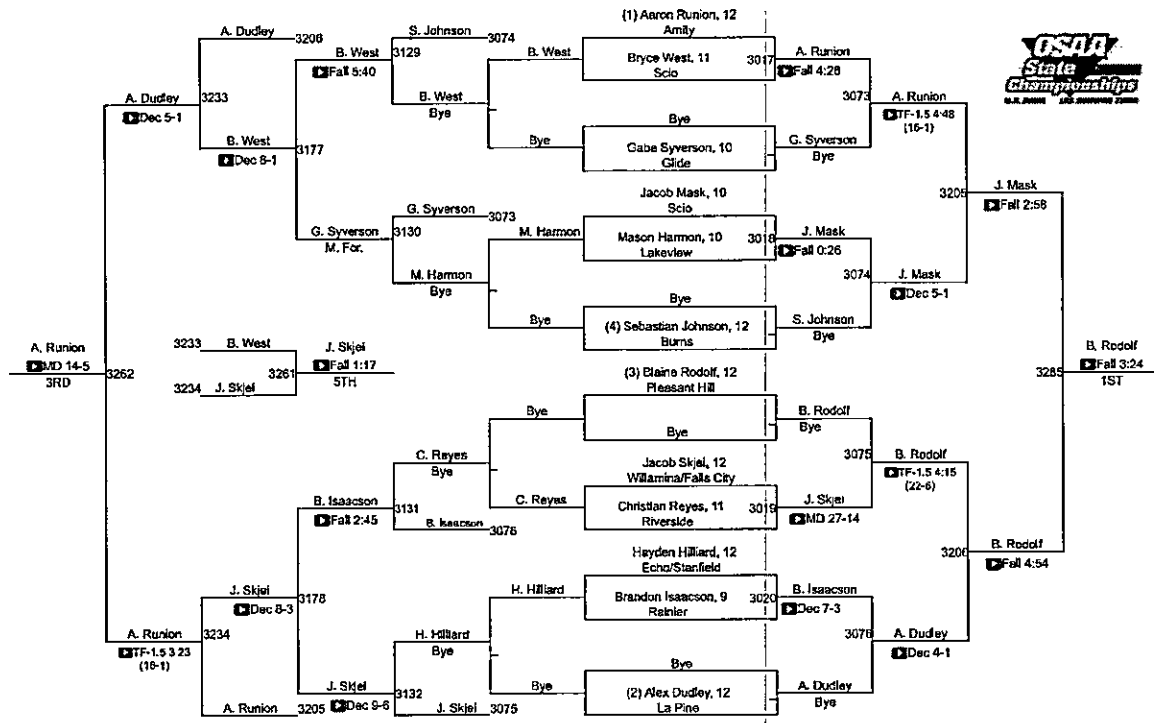 OSAA
State
Championships
(1) Aaron Runion, 12
Amity
Bryce West, 11
Scio
3017
Bye
Gabe Syverson, 10
Glide
Jacob Mask, 10
Scio
Mason Harmon, 10
Lakeview
3018
Bye
(4) Sebastian Johnson, 12
Burns
(3) Blaine Rodolf, 12
Pleasant Hill
Bye
Jacob Skjei, 12
Willamina/Falls City
Christian Reyes, 11
Riverside
3019
Hayden Hilliard, 12
Echo/Stanfield
Brandon Isaacson, 9
Rainier
3020
Bye
(2) Alex Dudley, 12
La Pine
A. Runion
Fall 4:28
3073
G. Syverson
Bye
J. Mask
Fall 0:26
3074
S. Johnson
Bye
B. Rodolf
Bye
3075
J. Skjei
MD 27-14
B. Isaacson
Dec 7-3
3076
A. Dudley
Bye
A. Runion
TF-1.5 4:48
(16-1)
3205
J. Mask
Dec 5-1
B. Rodolf
TF-1.5 4:15
(22-6)
3206
A. Dudley
Dec 4-1
J. Mask
Fall 2:58
3285
B. Rodolf
Fall 4:54
B. Rodolf
Fall 3:24
1ST
B. West
Bye
M. Harmon
Bye
Bye
C. Reyes
H. Hilliard
Bye
S. Johnson
3074
3129
B. West
Bye
G. Syverson
3073
3130
M. Harmon
Bye
C. Reyes
Bye
3131
B. Isaacson
3076
H. Hilliard
Bye
3132
J. Skjei
3075
B. West
Fall 5:40
3177
G. Syverson
M. For.
B. Isaacson
Fall 2:45
3178
J. Skjei
Dec 9-6
A. Dudley
3206
3233
B. West
Dec 8-1
J. Skjei
Dec 8-3
3234
A. Runion
3205
A. Dudley
Dec 5-1
3262
A. Runion
TF-1.5 3:23
(16-1)
A. Runion
MD 14-5
3RD
3233
B. West
3261
3234
J. Skjei
J. Skjei
Fall 1:17
5TH